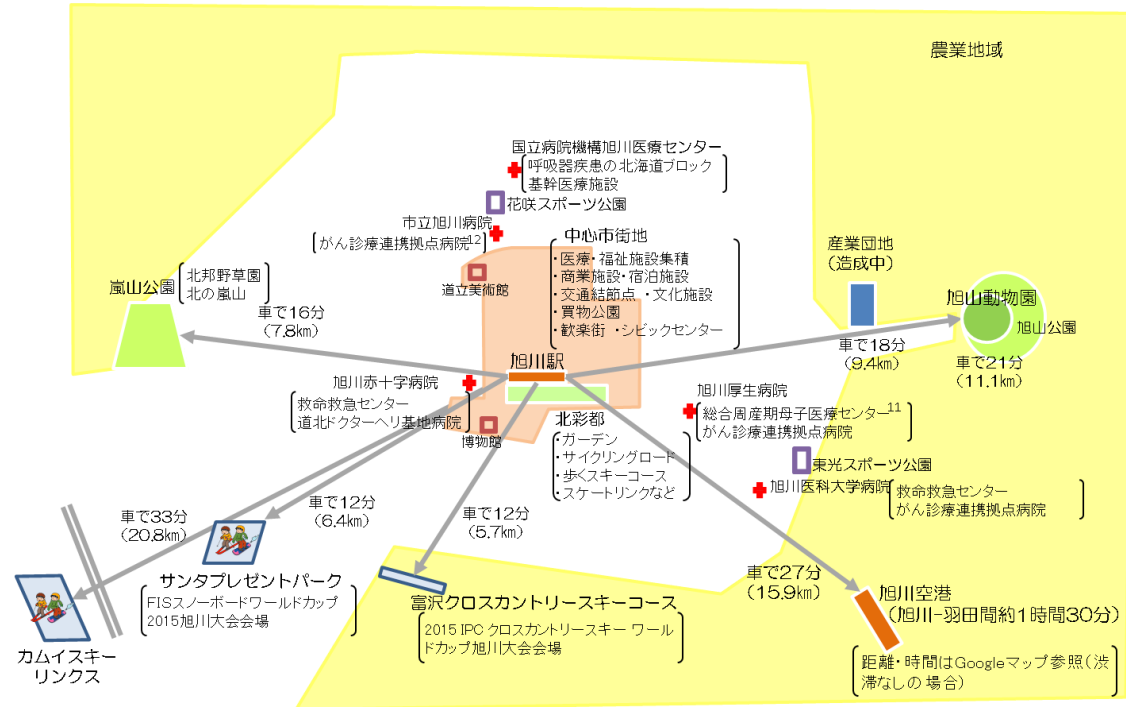 農業地域
国立病院機構旭川医療センター
呼吸器疾患の北海道ブロック
基幹医療施設
花咲スポーツ公園
市立旭川病院
がん診療連携拠点病院12
道立美術館
中心市街地
・医療・福祉施設集積
・商業施設・宿泊施設
・交通結節点 ・文化施設
・買物公園
・歓楽街 ・シビックセンター
産業団地
(造成中)
嵐山公園
北邦野草園
北の嵐山
車で16分
(7.8km)
旭山動物園
旭山公園
車で18分
(9.4km)
車で21分
(11.1km)
旭川駅
旭川赤十字病院
救命救急センター
道北ドクターヘリ基地病院
博物館
北彩都
・ガーデン
・サイクリングロード
・歩くスキーコース
・スケートリンクなど
旭川厚生病院
総合周産期母子医療センター11
がん診療連携拠点病院
東光スポーツ公園
旭川医科大学病院
救命救急センター
がん診療連携拠点病院
車で33分
(20.8km)
車で12分
(6.4km)
車で12分
(5.7km)
車で27分
(15.9km)
サンタプレゼントパーク
FISスノーボードワールドカップ
2015旭川大会会場
カムイスキー
リンクス
富沢クロスカントリースキーコース
2015 IPC クロスカントリースキー ワール
ドカップ旭川大会会場
旭川空港
(旭川-羽田間約1時間30分)
距離・時間はGoogleマップ参照(渋
滞なしの場合)